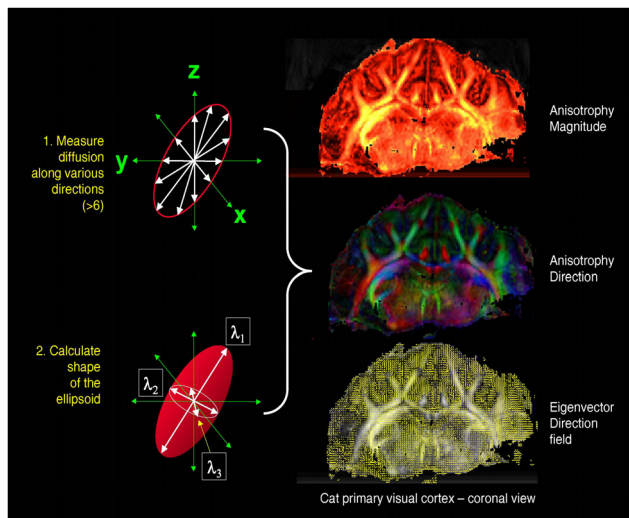 z
y
x
1. Measure
diffusion
along various
directions
(>6)
2. Calculate
shape
of the
ellipsoid
λ1
λ2
λ3
Anisotrophy
Magnitude
Anisotrophy
Direction
Eigenvector
Direction
field
Cat primary visual cortex – coronal view